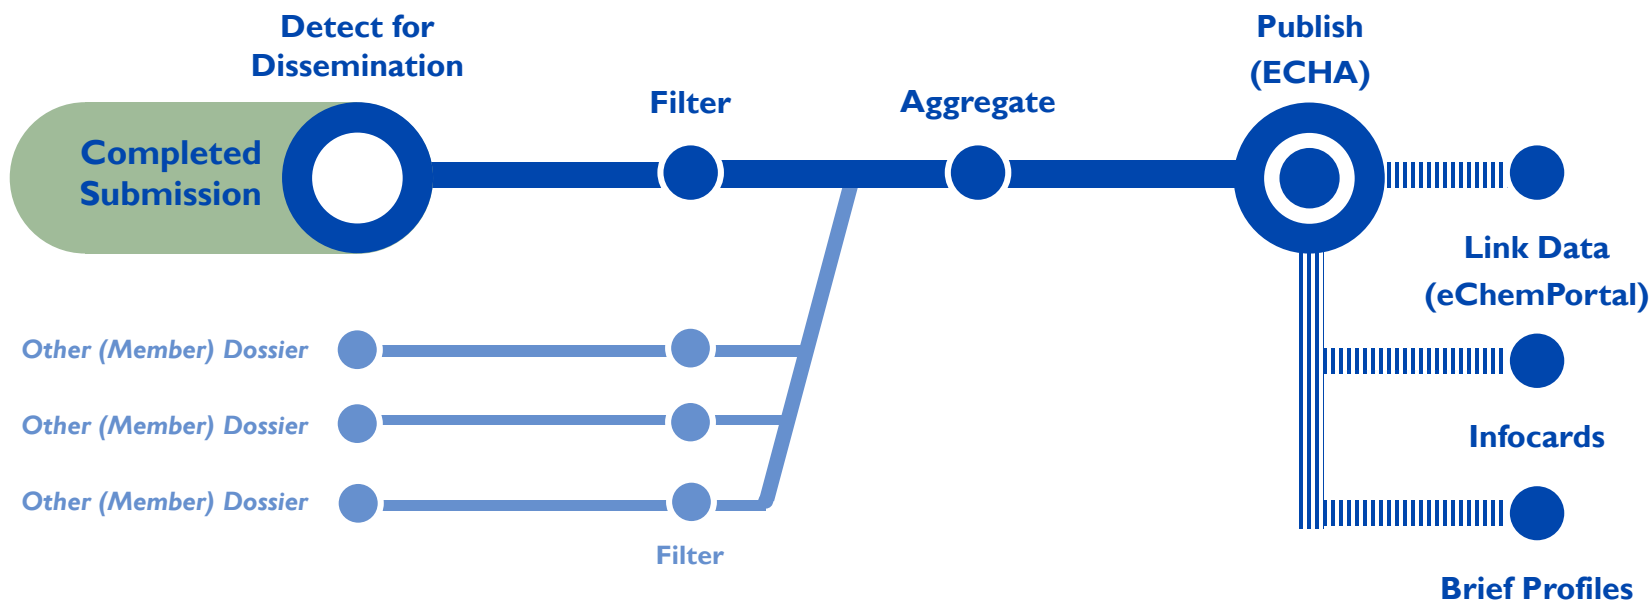 Detect for
Dissemination
Publish
(ECHA)
Filter
Aggregate
Completed
Submission
Link Data
(eChemPortal)
Other (Member) Dossier
Other (Member) Dossier
Infocards
Other (Member) Dossier
Filter
Brief Profiles